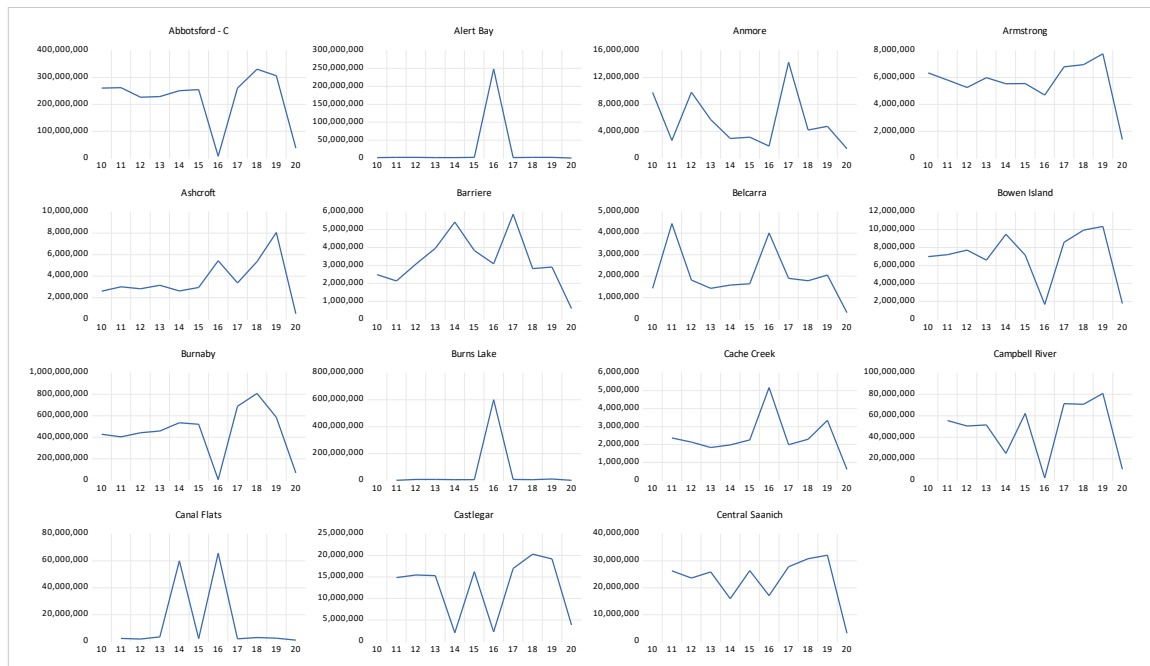 Abbotsford - C
400,000,000
300,000,000
200,000,000
100,000,000
0
10 11 12 13 14 15 16 17 18 19 20
Alert Bay
300,000,000
250,000,000
200,000,000
150,000,000
100,000,000
50,000,000
0
10 11 12 13 14 15 16 17 18 19 20
Anmore
16,000,000
12,000,000
8,000,000
4,000,000
0
10 11 12 13 14 15 16 17 18 19 20
Armstrong
8,000,000
6,000,000
4,000,000
2,000,000
0
10 11 12 13 14 15 16 17 18 19 20
Ashcroft
10,000,000
8,000,000
6,000,000
4,000,000
2,000,000
0
10 11 12 13 14 15 16 17 18 19 20
Barriere
6,000,000
5,000,000
4,000,000
3,000,000
2,000,000
1,000,000
0
10 11 12 13 14 15 16 17 18 19 20
Belcarra
5,000,000
4,000,000
3,000,000
2,000,000
1,000,000
0
10 11 12 13 14 15 16 17 18 19 20
Bowen Island
12,000,000
10,000,000
8,000,000
6,000,000
4,000,000
2,000,000
0
10 11 12 13 14 15 16 17 18 19 20
Burnaby
1,000,000,000
800,000,000
600,000,000
400,000,000
200,000,000
0
10 11 12 13 14 15 16 17 18 19 20
Burns Lake
800,000,000
600,000,000
400,000,000
200,000,000
0
10 11 12 13 14 15 16 17 18 19 20
Cache Creek
6,000,000
5,000,000
4,000,000
3,000,000
2,000,000
1,000,000
0
10 11 12 13 14 15 16 17 18 19 20
Campbell River
100,000,000
80,000,000
60,000,000
40,000,000
20,000,000
0
10 11 12 13 14 15 16 17 18 19 20
Canal Flats
80,000,000
60,000,000
40,000,000
20,000,000
0
10 11 12 13 14 15 16 17 18 19 20
Castlegar
25,000,000
20,000,000
15,000,000
10,000,000
5,000,000
0
10 11 12 13 14 15 16 17 18 19 20
Central Saanich
40,000,000
30,000,000
20,000,000
10,000,000
0
10 11 12 13 14 15 16 17 18 19 20